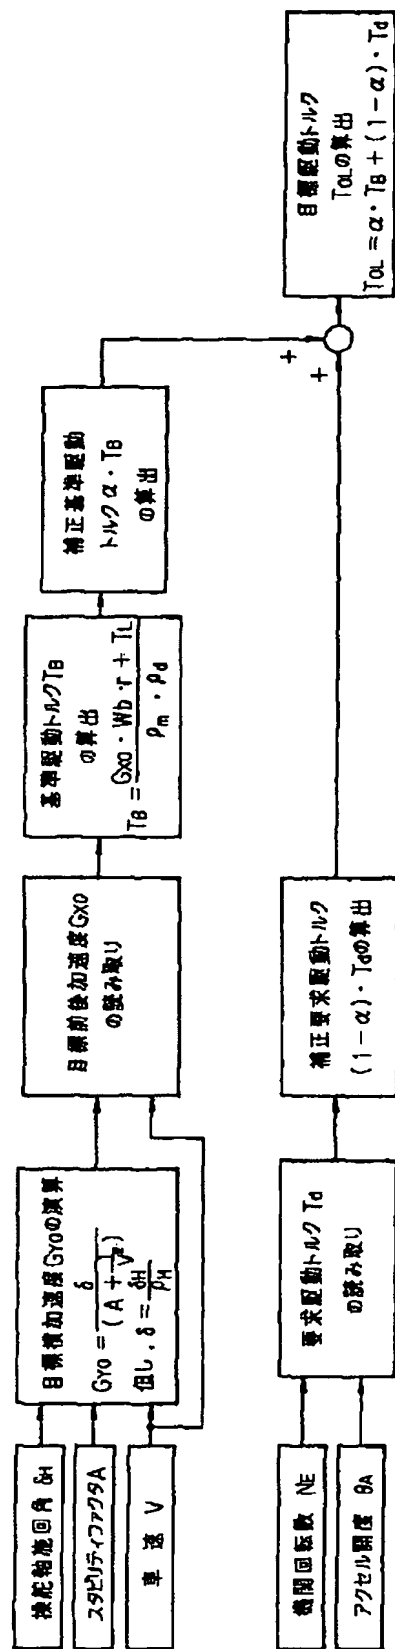 操舵軸旋回角 δH
スタビリティファクタA
車速 V
目標横加速度GYOの演算
GYO = δ / (A + 1/V²)
但し、δ = δH / ρH
目標前後加速度GXO
の読み取り
基準駆動トルクTB
の算出
TB = GXO・Wb・r + TL / ρm・ρd
補正基準駆動
トルクα・TB
の算出
機関回転数 NE
アクセル開度 θA
要求駆動トルク Td
の読み取り
補正要求駆動トルク
(1-α)・Tdの算出
+
+
目標駆動トルク
TOLの算出
TOL = α・TB + (1-α)・Td